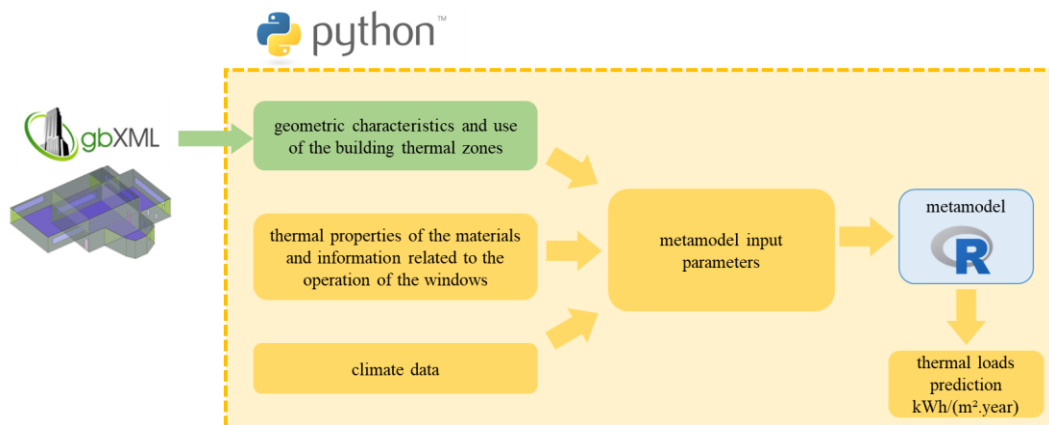 python™
gbXML
geometric characteristics and use
of the building thermal zones
thermal properties of the materials
and information related to the
operation of the windows
climate data
metamodel input
parameters
metamodel
R
thermal loads
prediction
kWh/(m².year)